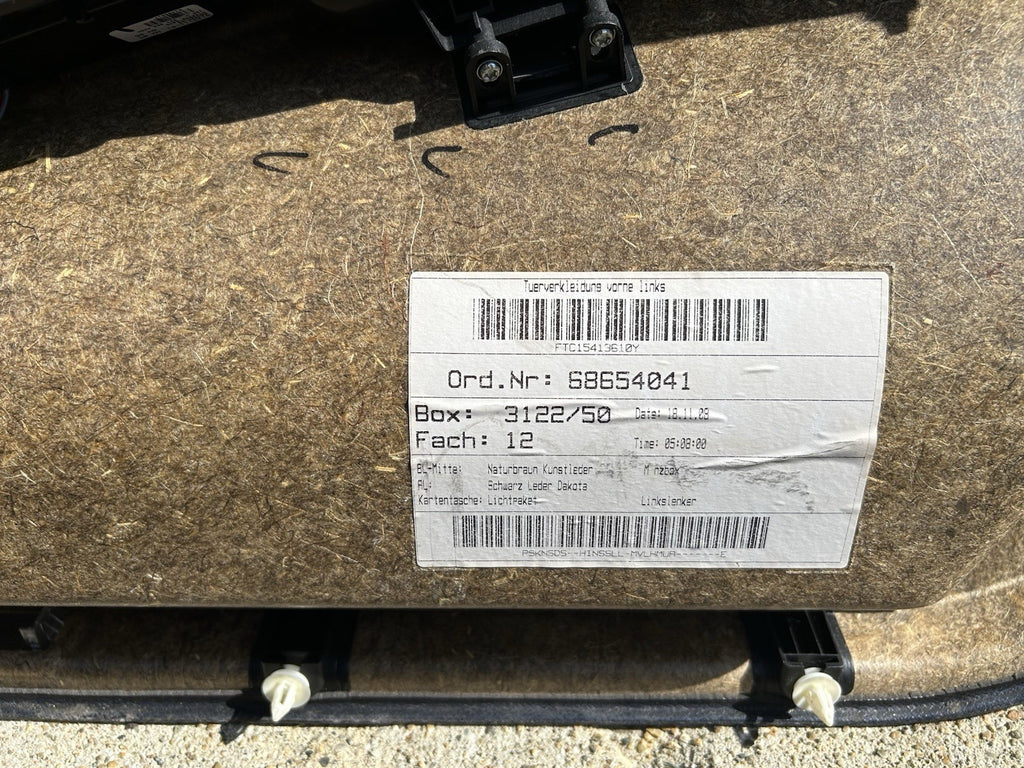 Tuerverkleidung vorne links
FTC15413610Y
Ord.Nr: 68654041
Box: 3122/50 Date: 18.11.09
Fach: 12 Time: 05:08:00
BL-Mitte: Naturbraun Kunstleder M nzbox
AL: Schwarz Leder Dakota
Kartentasche: Lichtpaket Linkslenker